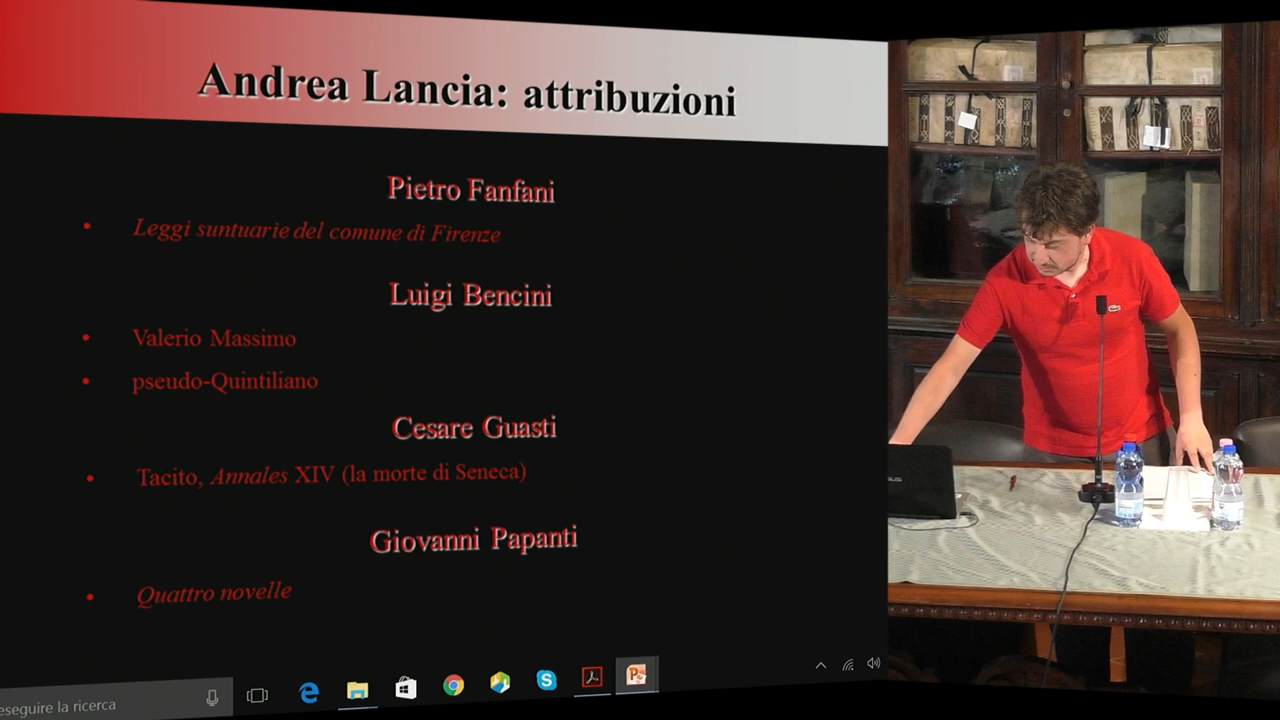 Andrea Lancia: attribuzioni
Pietro Fanfani
• Leggi suntuarie del comune di Firenze
Luigi Bencini
• Valerio Massimo
• pseudo-Quintiliano
Cesare Guasti
• Tacito, Annales XIV (la morte di Seneca)
Giovanni Papanti
• Quattro novelle
eseguire la ricerca